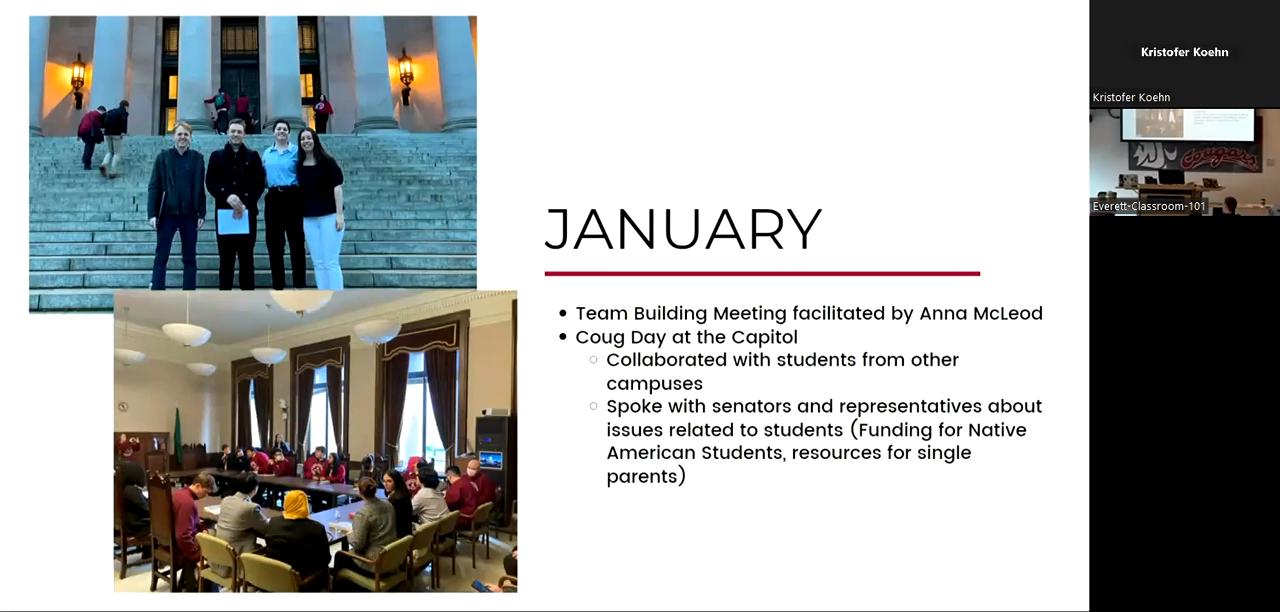 JANUARY
Team Building Meeting facilitated by Anna McLeod
Coug Day at the Capitol
Collaborated with students from other
campuses
Spoke with senators and representatives about
issues related to students (Funding for Native
American Students, resources for single
parents)
Kristofer Koehn
Kristofer Koehn
Cougars
Everett-Classroom-101